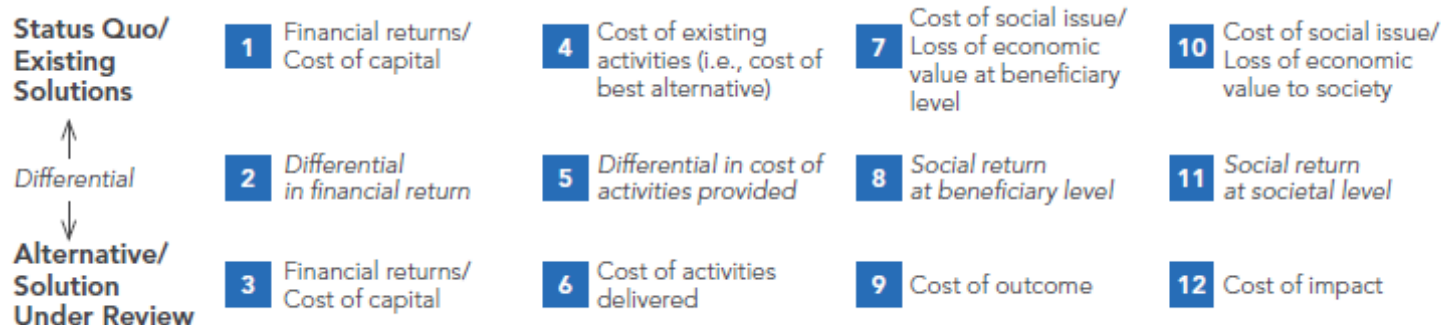 Status Quo/
Existing
Solutions
1 Financial returns/
Cost of capital
4 Cost of existing
activities (i.e., cost of
best alternative)
7 Cost of social issue/
Loss of economic
value at beneficiary
level
10 Cost of social issue/
Loss of economic
value to society
Differential
2 Differential
in financial return
5 Differential in cost of
activities provided
8 Social return
at beneficiary level
11 Social return
at societal level
Alternative/
Solution
Under Review
3 Financial returns/
Cost of capital
6 Cost of activities
delivered
9 Cost of outcome
12 Cost of impact